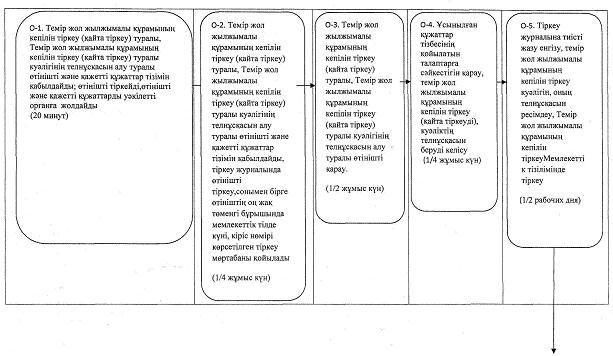 О-1. Темір жол жылжымалы құрамының
кепілін тіркеу (қайта тіркеу) туралы,
Темір жол жылжымалы құрамының
кепілін тіркеу (қайта тіркеу) туралы
куәлігінің телнұсқасын алу туралы
өтінішті және қажетті құжаттар тізімін
қабылдайды; өтінішті тіркейді,өтінішті
және қажетті құжаттарды уәкілетті
органға жолдайды
(20 минут)
О-2. Темір жол
жылжымалы
құрамының кепілін
тіркеу (қайта тіркеу)
туралы, Темір жол
жылжымалы
құрамының кепілін
тіркеу (қайта тіркеу)
туралы куәлігінің
телнұсқасын алу
туралы өтінішті және
қажетті құжаттар
тізімін қабылдайды,
тіркеу журналында
өтінішті
тіркеу,сонымен бірге
өтініштің оң жақ
төменгі бұрышында
мемлекеттік тілде
күні, кіріс нөмірі
көрсетілген тіркеу
мөртабаны қойылады
(1/4 жұмыс күн)
О-3. Темір жол
жылжымалы
құрамының
кепілін тіркеу
(қайта тіркеу)
туралы, Темір жол
жылжымалы
құрамының
кепілін тіркеу
(қайта тіркеу)
туралы куәлігінің
телнұсқасын алу
туралы өтінішті
қарау.
(1/2 жұмыс күн)
О-4. Ұсынылған
құжаттар
тізбесінің
қойылатын
талаптарға
сәйкестігін қарау,
темір жол
жылжымалы
құрамының
кепілін тіркеу
(қайта тіркеуді),
куәліктің
телнұсқасын
беруді келісу
(1/4 жұмыс күн)
О-5. Тіркеу
журналына тиісті
жазу енгізу, темір
жол жылжымалы
құрамының
кепілін тіркеу
куәлігін, оның
телнұсқасын
ресімдеу, Темір
жол жылжымалы
құрамының
кепілін
тіркеуМемлекетті
к тізілімінде
тіркеу
(1/2 рабочих дня)